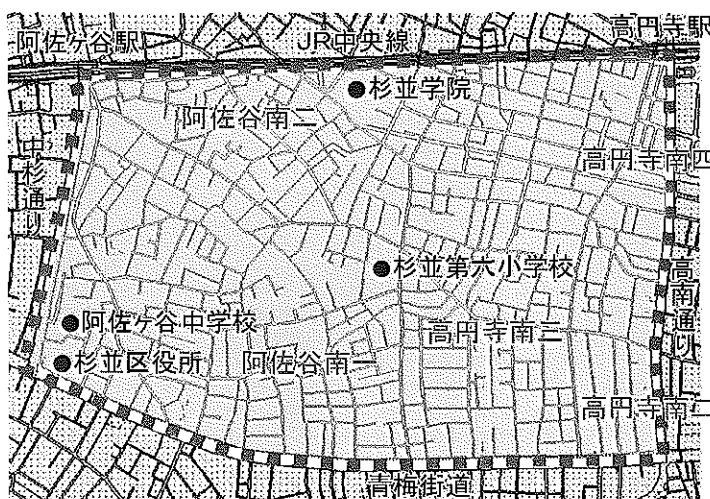 阿佐ヶ谷駅
JR中央線
高円寺駅
杉並学院
阿佐谷南二
高円寺南四
中杉通り
杉並第六小学校
高南通り
阿佐ヶ谷中学校
高円寺南三
杉並区役所
阿佐谷南一
高円寺南二
青梅街道